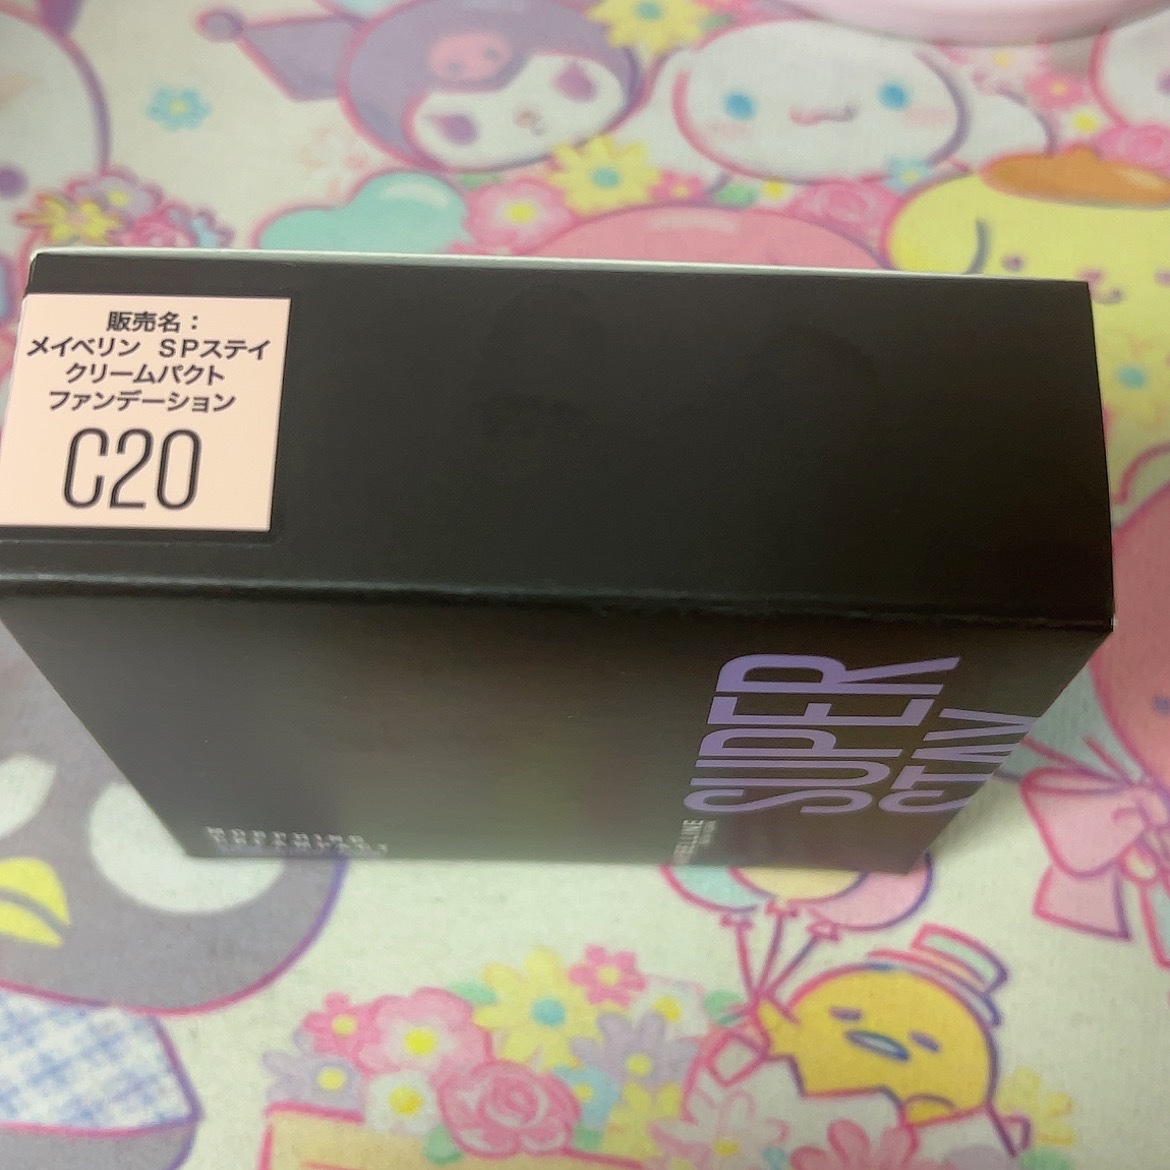 販売名：
メイベリン SPステイ
クリームパクト
ファンデーション
C20
SUPER
STAY